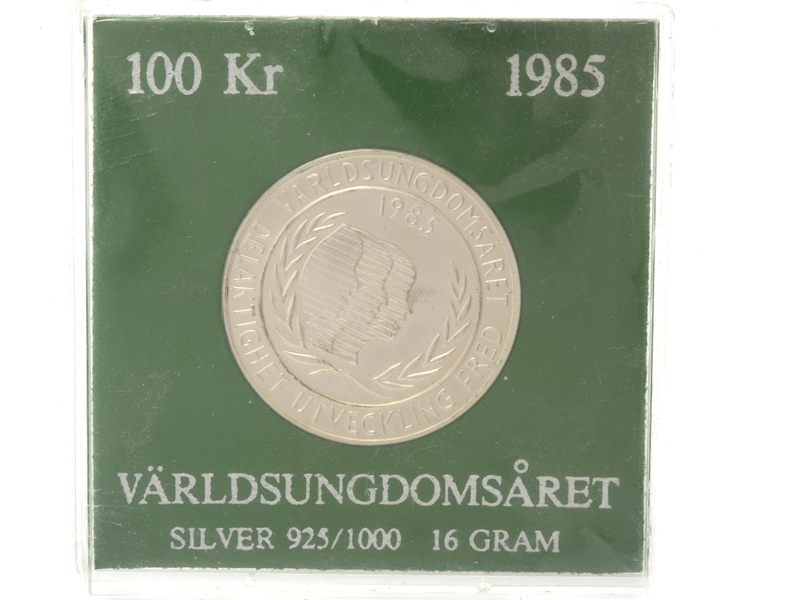 100 Kr 1985
VÄRLDSUNGDOMSÅRET
1985
DELAKTIGHET UTVECKLING FRED
VÄRLDSUNGDOMSÅRET
SILVER 925/1000 16 GRAM